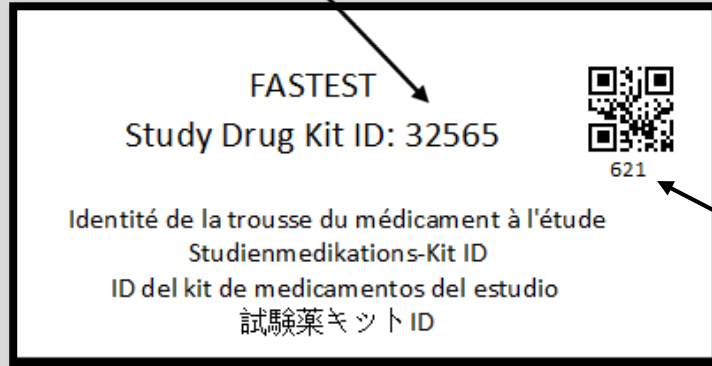 FASTEST
Study Drug Kit ID: 32565
621
Identité de la trousse du médicament à l'étude
Studienmedikations-Kit ID
ID del kit de medicamentos del estudio
試験薬キットID